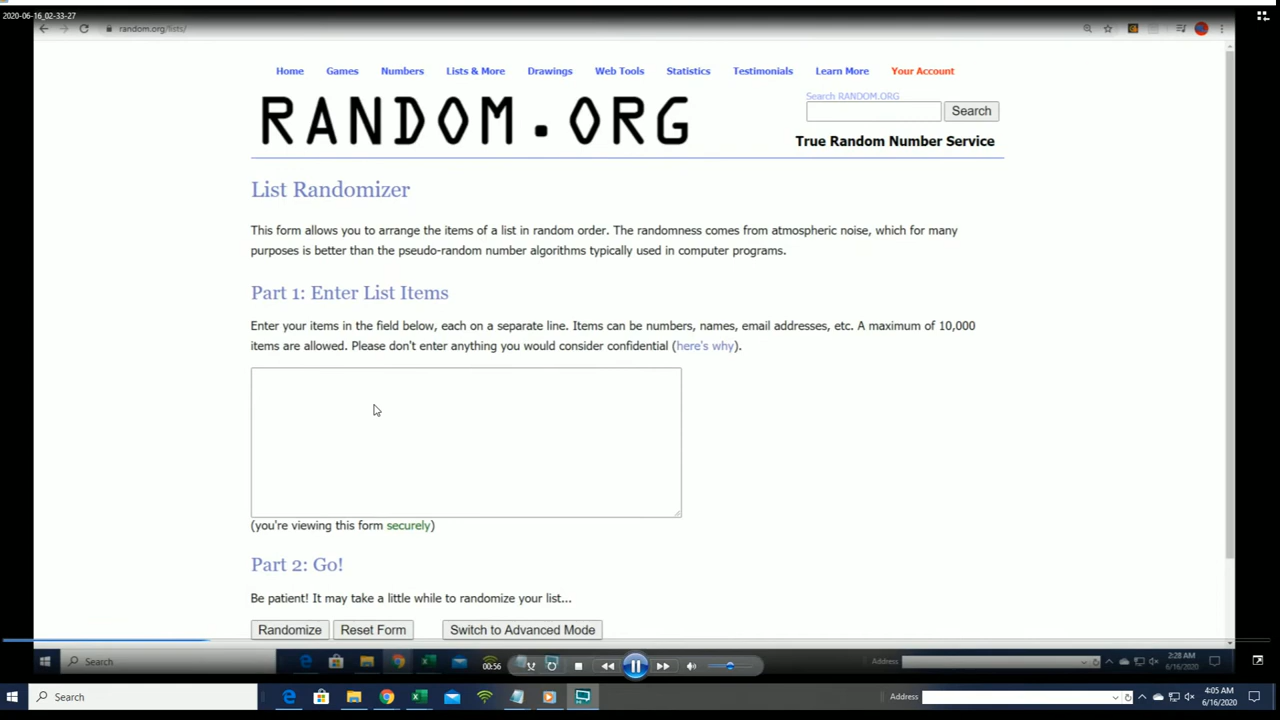 2020-06-16_02-33-27
random.org/lists/
Home Games Numbers Lists & More Drawings Web Tools Statistics Testimonials Learn More Your Account
RANDOM.ORG
Search RANDOM.ORG
Search
True Random Number Service
List Randomizer
This form allows you to arrange the items of a list in random order. The randomness comes from atmospheric noise, which for many
purposes is better than the pseudo-random number algorithms typically used in computer programs.
Part 1: Enter List Items
Enter your items in the field below, each on a separate line. Items can be numbers, names, email addresses, etc. A maximum of 10,000
items are allowed. Please don't enter anything you would consider confidential (here's why).
(you're viewing this form securely)
Part 2: Go!
Be patient! It may take a little while to randomize your list...
Randomize Reset Form Switch to Advanced Mode
Search 00:56 Address 2:28 AM
6/16/2020
Search Address 4:05 AM
6/16/2020